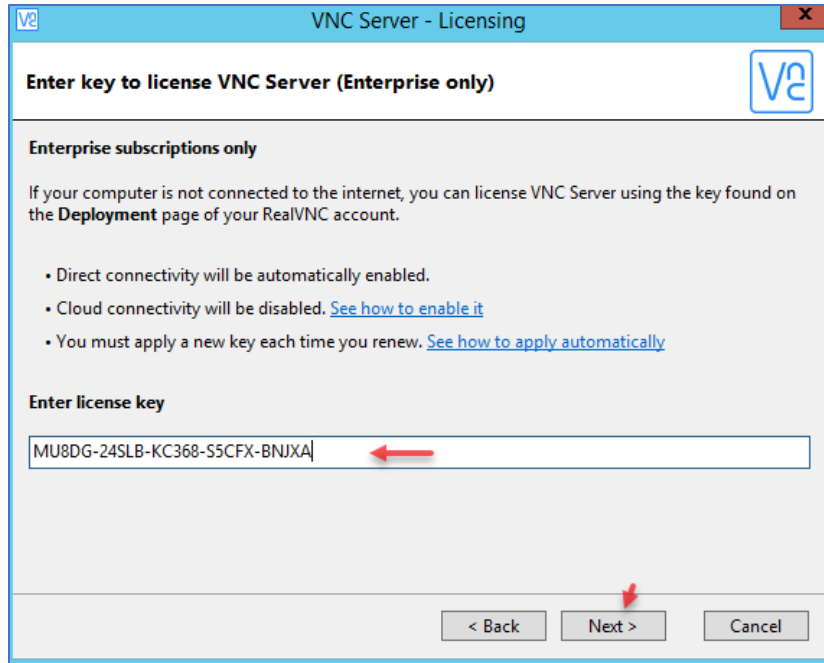 VNC Server - Licensing
Enter key to license VNC Server (Enterprise only)
Enterprise subscriptions only
If your computer is not connected to the internet, you can license VNC Server using the key found on
the Deployment page of your RealVNC account.
• Direct connectivity will be automatically enabled.
• Cloud connectivity will be disabled. See how to enable it
• You must apply a new key each time you renew. See how to apply automatically
Enter license key
MU8DG-24SLB-KC368-S5CFX-BNJXA
< Back Next > Cancel